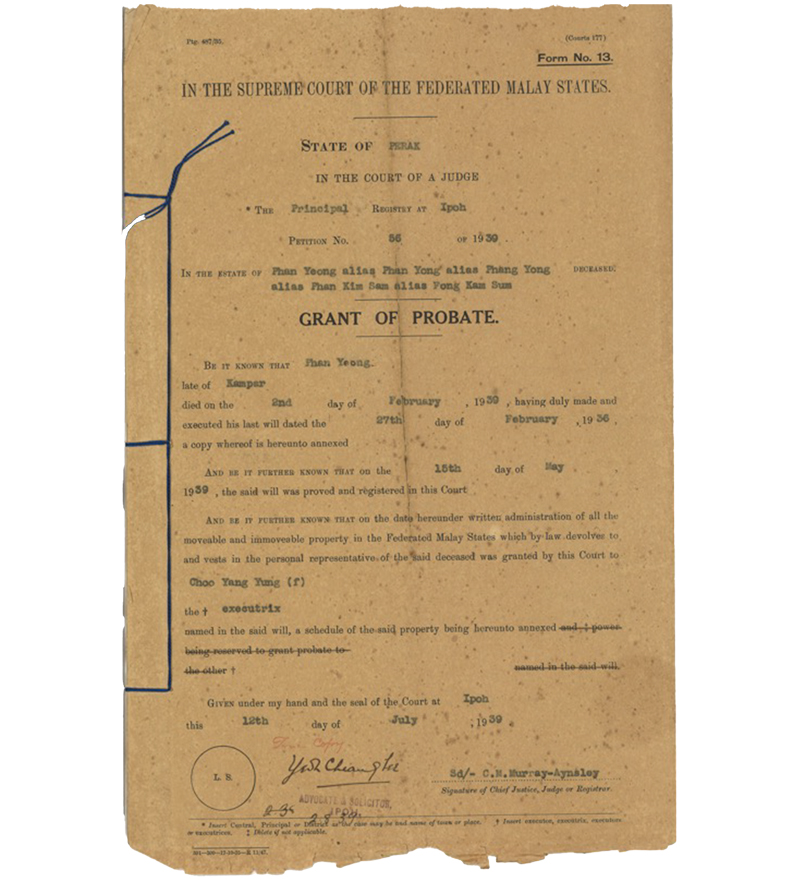 Ptg. 487/38.
(Courts 177)
Form No. 13.
IN THE SUPREME COURT OF THE FEDERATED MALAY STATES.
STATE OF PERAK
IN THE COURT OF A JUDGE
* THE Principal REGISTRY AT Ipoh
PETITION No. 56 OF 1939.
IN THE ESTATE OF Phan Yeong alias Phan Yong alias Phang Yong DECEASED,
alias Phan Kim Sam alias Fong Kam Sum
GRANT OF PROBATE.
BE IT KNOWN THAT Phan Yeong
late of Kampar
died on the 2nd day of February , 1939 , having duly made and
executed his last will dated the 27th day of February , 1936 ,
a copy whereof is hereunto annexed
AND BE IT FURTHER KNOWN THAT on the 15th day of May ,
1939 , the said will was proved and registered in this Court
AND BE IT FURTHER KNOWN THAT on the date hereunder written administration of all the
moveable and immoveable property in the Federated Malay States which by law devolves to
and vests in the personal representative of the said deceased was granted by this Court to
Choo Yang Yung (f)
the † executrix
named in the said will, a schedule of the said property being hereunto annexed and, ‡ power
being reserved to grant probate to
the other † named in the said will.
GIVEN under my hand and the seal of the Court at Ipoh
this 12th day of July , 1939 .
True Copy
L. S.
Sd/- C.M.Murray-Aynsley
Signature of Chief Justice, Judge or Registrar.
ADVOCATE & SOLICITOR,
IPOH.
* Insert Central, Principal or District as the case may be and name of town or place. † Insert executor, executrix, executors
or executrices. ‡ Delete if not applicable.